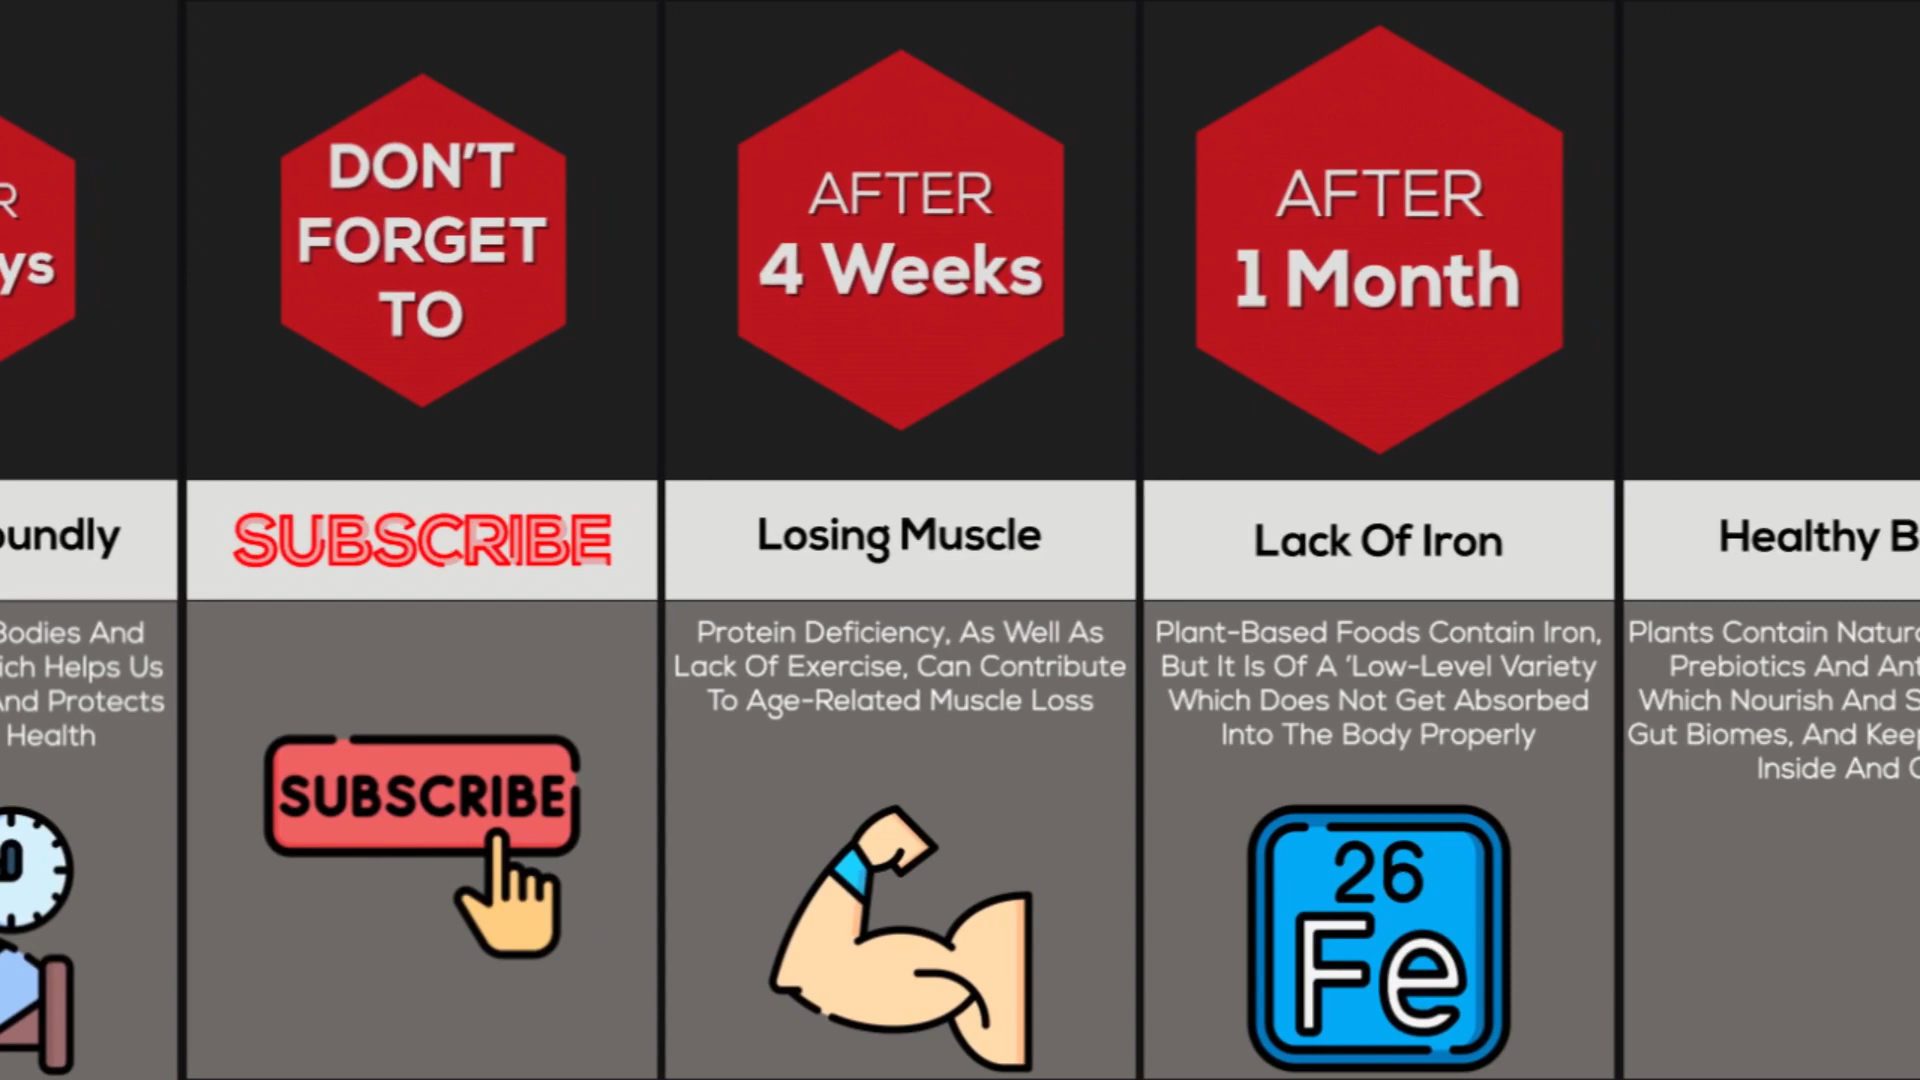 R
ys
oundly
Bodies And
ich Helps Us
And Protects
Health
DON'T
FORGET
TO
SUBSCRIBE
SUBSCRIBE
AFTER
4 Weeks
Losing Muscle
Protein Deficiency, As Well As
Lack Of Exercise, Can Contribute
To Age-Related Muscle Loss
AFTER
1 Month
Lack Of Iron
Plant-Based Foods Contain Iron,
But It Is Of A 'Low-Level Variety
Which Does Not Get Absorbed
Into The Body Properly
26
Fe
Healthy B
Plants Contain Natura
Prebiotics And Ant
Which Nourish And S
Gut Biomes, And Keep
Inside And